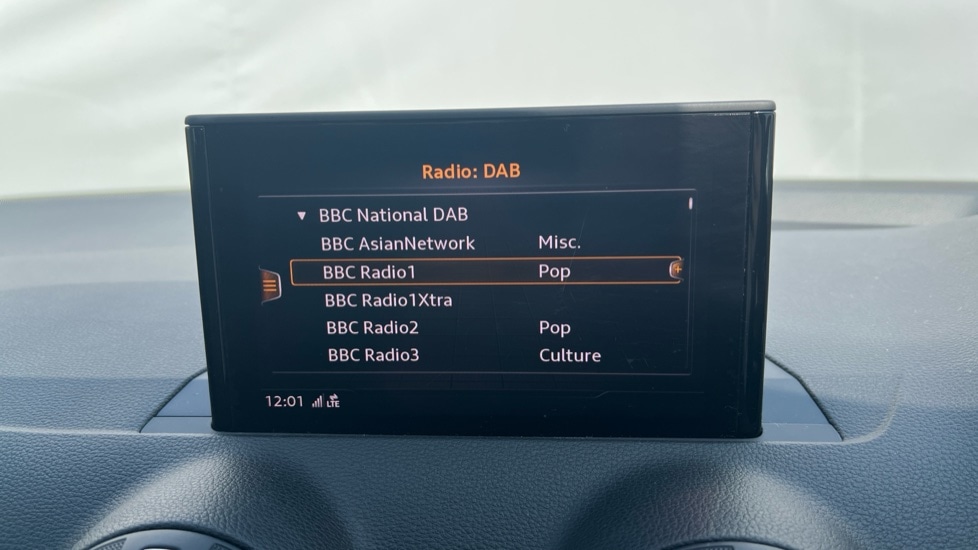 Radio: DAB
▼ BBC National DAB
BBC AsianNetwork Misc.
BBC Radio1 Pop
BBC Radio1Xtra
BBC Radio2 Pop
BBC Radio3 Culture
12:01 LTE